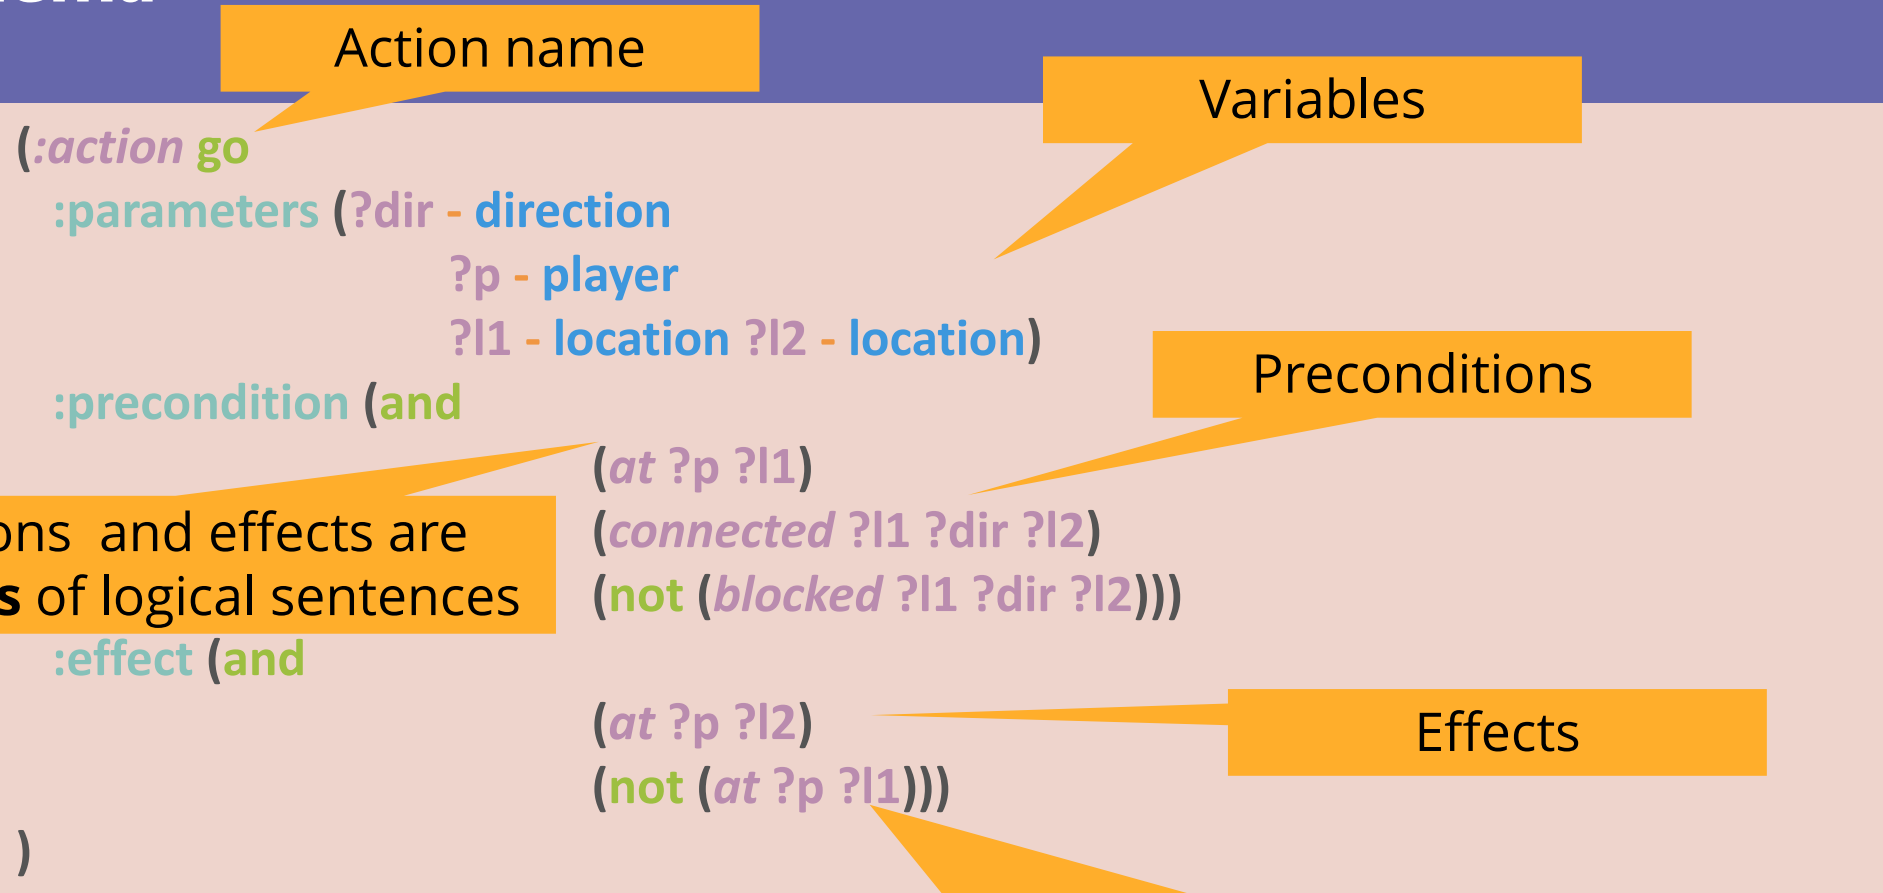 Action name
Variables
(:action go
:parameters (?dir - direction
?p - player
?l1 - location ?l2 - location)
Preconditions
:precondition (and
(at ?p ?l1)
and effects are
(connected ?l1 ?dir ?l2)
of logical sentences
(not (blocked ?l1 ?dir ?l2)))
:effect (and
(at ?p ?l2)
Effects
(not (at ?p ?l1)))
)